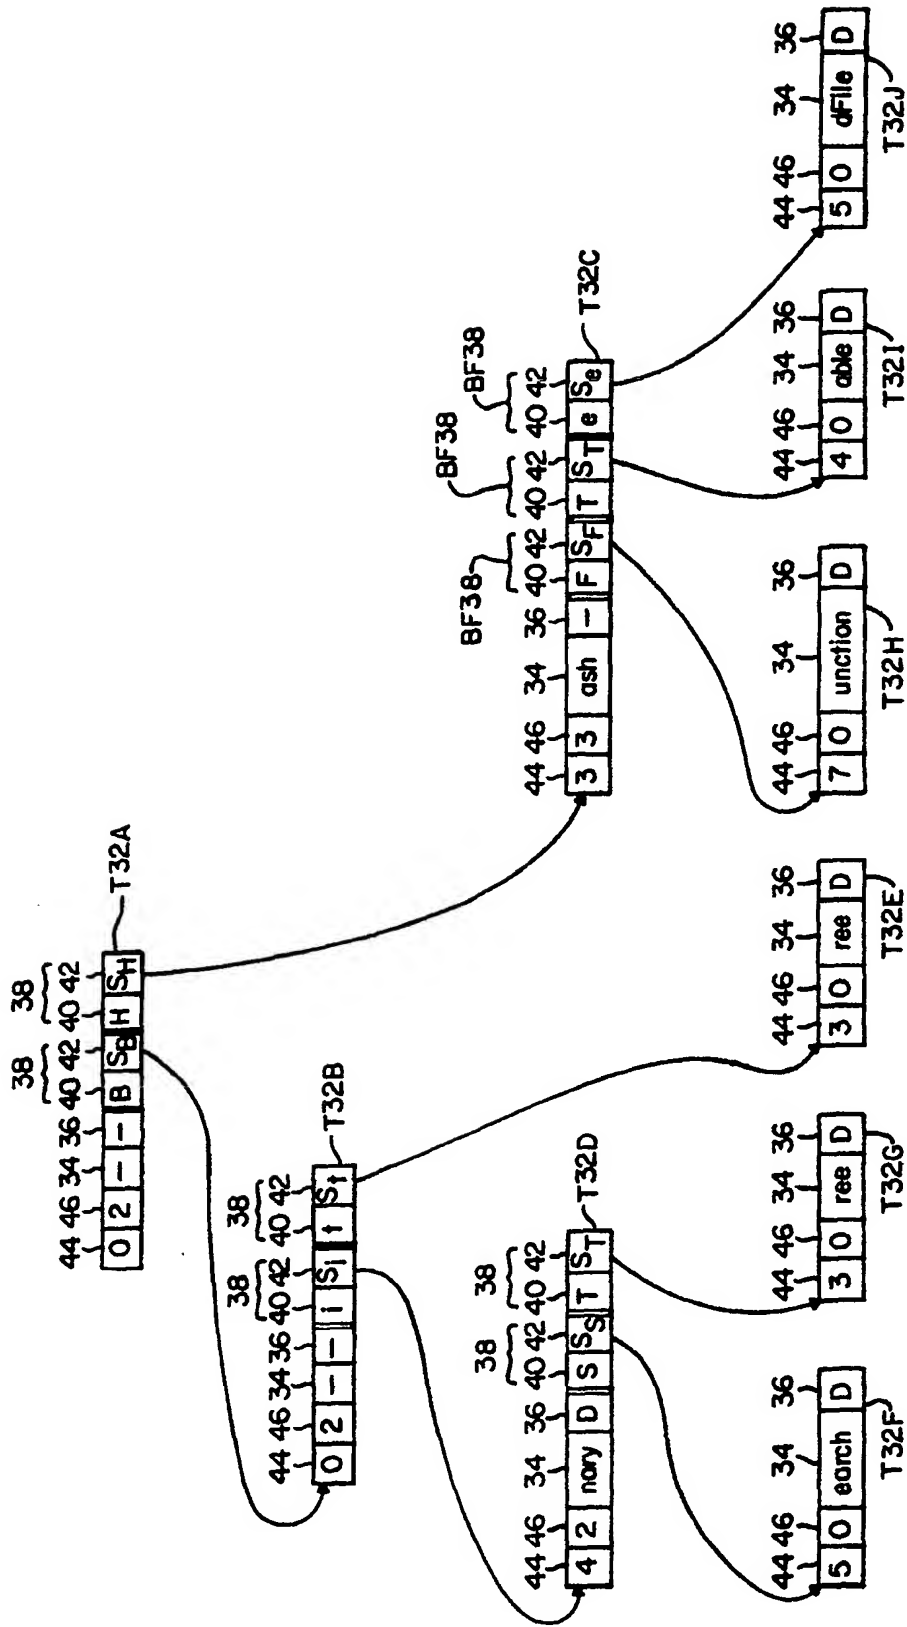 38 38
44 46 34 36 40 42 40 42
0 2 – – B SB H SH
T32A
38 38
44 46 34 36 40 42 40 42
0 2 – – i Si t St
T32B
38 38
44 46 34 36 40 42 40 42
4 2 nary D S SS T ST
T32D
BF38 BF38 BF38
44 46 34 36 40 42 40 42 40 42
3 3 ash – F SF T ST e Se
T32C
44 46 34 36
5 0 earch D
T32F
44 46 34 36
3 0 ree D
T32G
44 46 34 36
3 0 ree D
T32E
44 46 34 36
7 0 unction D
T32H
44 46 34 36
4 0 able D
T32I
44 46 34 36
5 0 dFile D
T32J